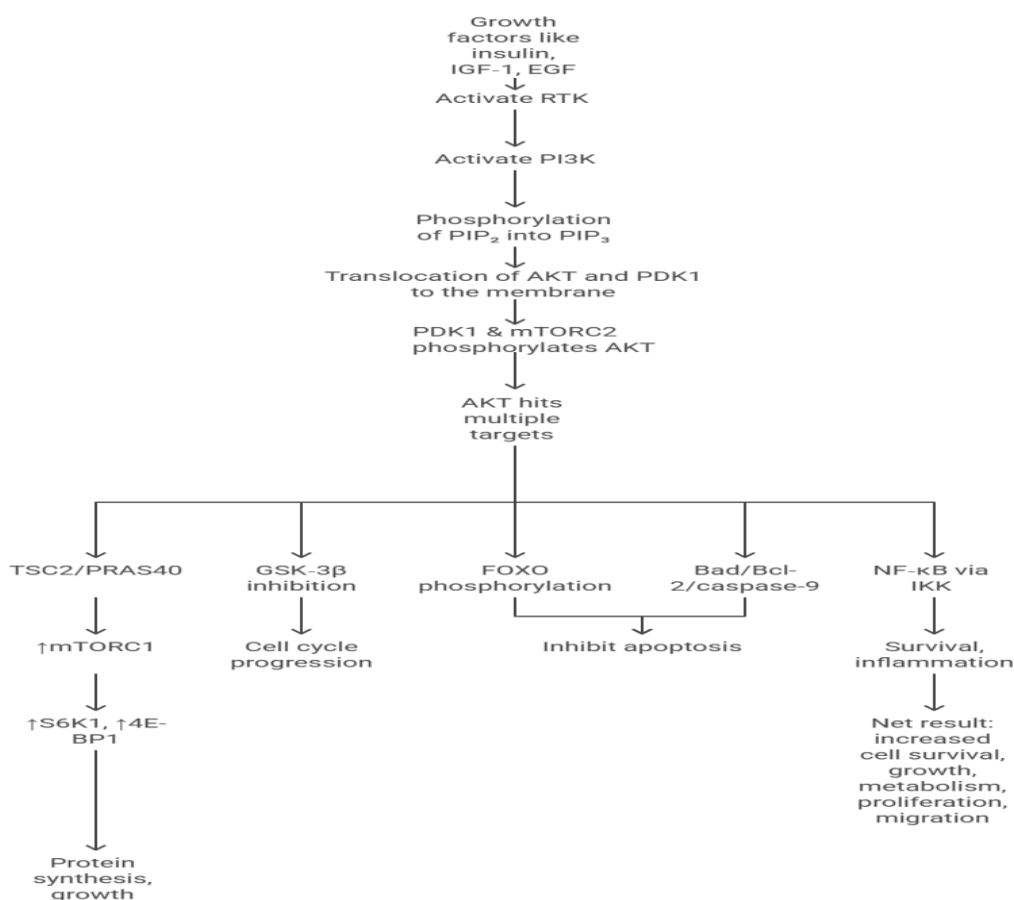 Growth
factors like
insulin,
IGF-1, EGF
Activate RTK
Activate PI3K
Phosphorylation
of PIP₂ into PIP₃
Translocation of AKT and PDK1
to the membrane
PDK1 & mTORC2
phosphorylates AKT
AKT hits
multiple
targets
TSC2/PRAS40
↑mTORC1
↑S6K1, ↑4E-
BP1
Protein
synthesis,
growth
GSK-3β
inhibition
Cell cycle
progression
FOXO
phosphorylation
Bad/Bcl-
2/caspase-9
Inhibit apoptosis
NF-κB via
IKK
Survival,
inflammation
Net result:
increased
cell survival,
growth,
metabolism,
proliferation,
migration